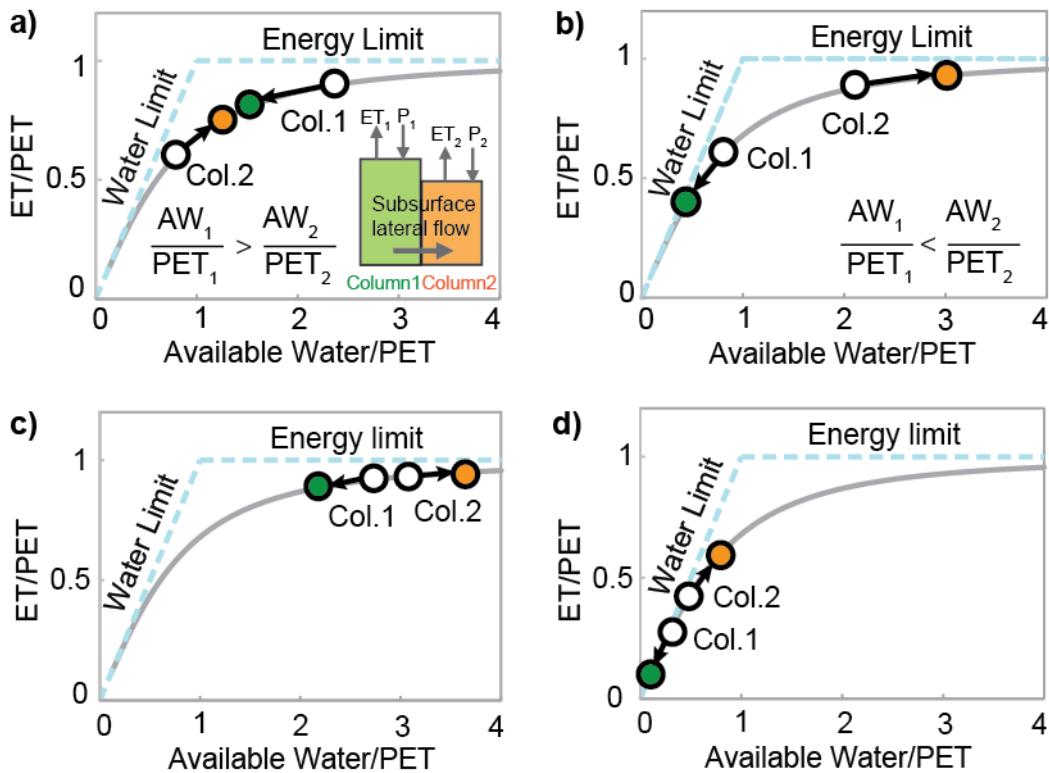 a)
Energy Limit
Water Limit
Col.1
Col.2
ET1 P1
ET2 P2
Subsurface
lateral flow
Column1 Column2
AW1/PET1 > AW2/PET2
ET/PET
1
0.5
0
0 1 2 3 4
Available Water/PET
b)
Energy Limit
Water Limit
Col.2
Col.1
AW1/PET1 < AW2/PET2
ET/PET
1
0.5
0
0 1 2 3 4
Available Water/PET
c)
Energy limit
Water Limit
Col.1
Col.2
ET/PET
1
0.5
0
0 1 2 3 4
Available Water/PET
d)
Energy limit
Water Limit
Col.2
Col.1
ET/PET
1
0.5
0
0 1 2 3 4
Available Water/PET